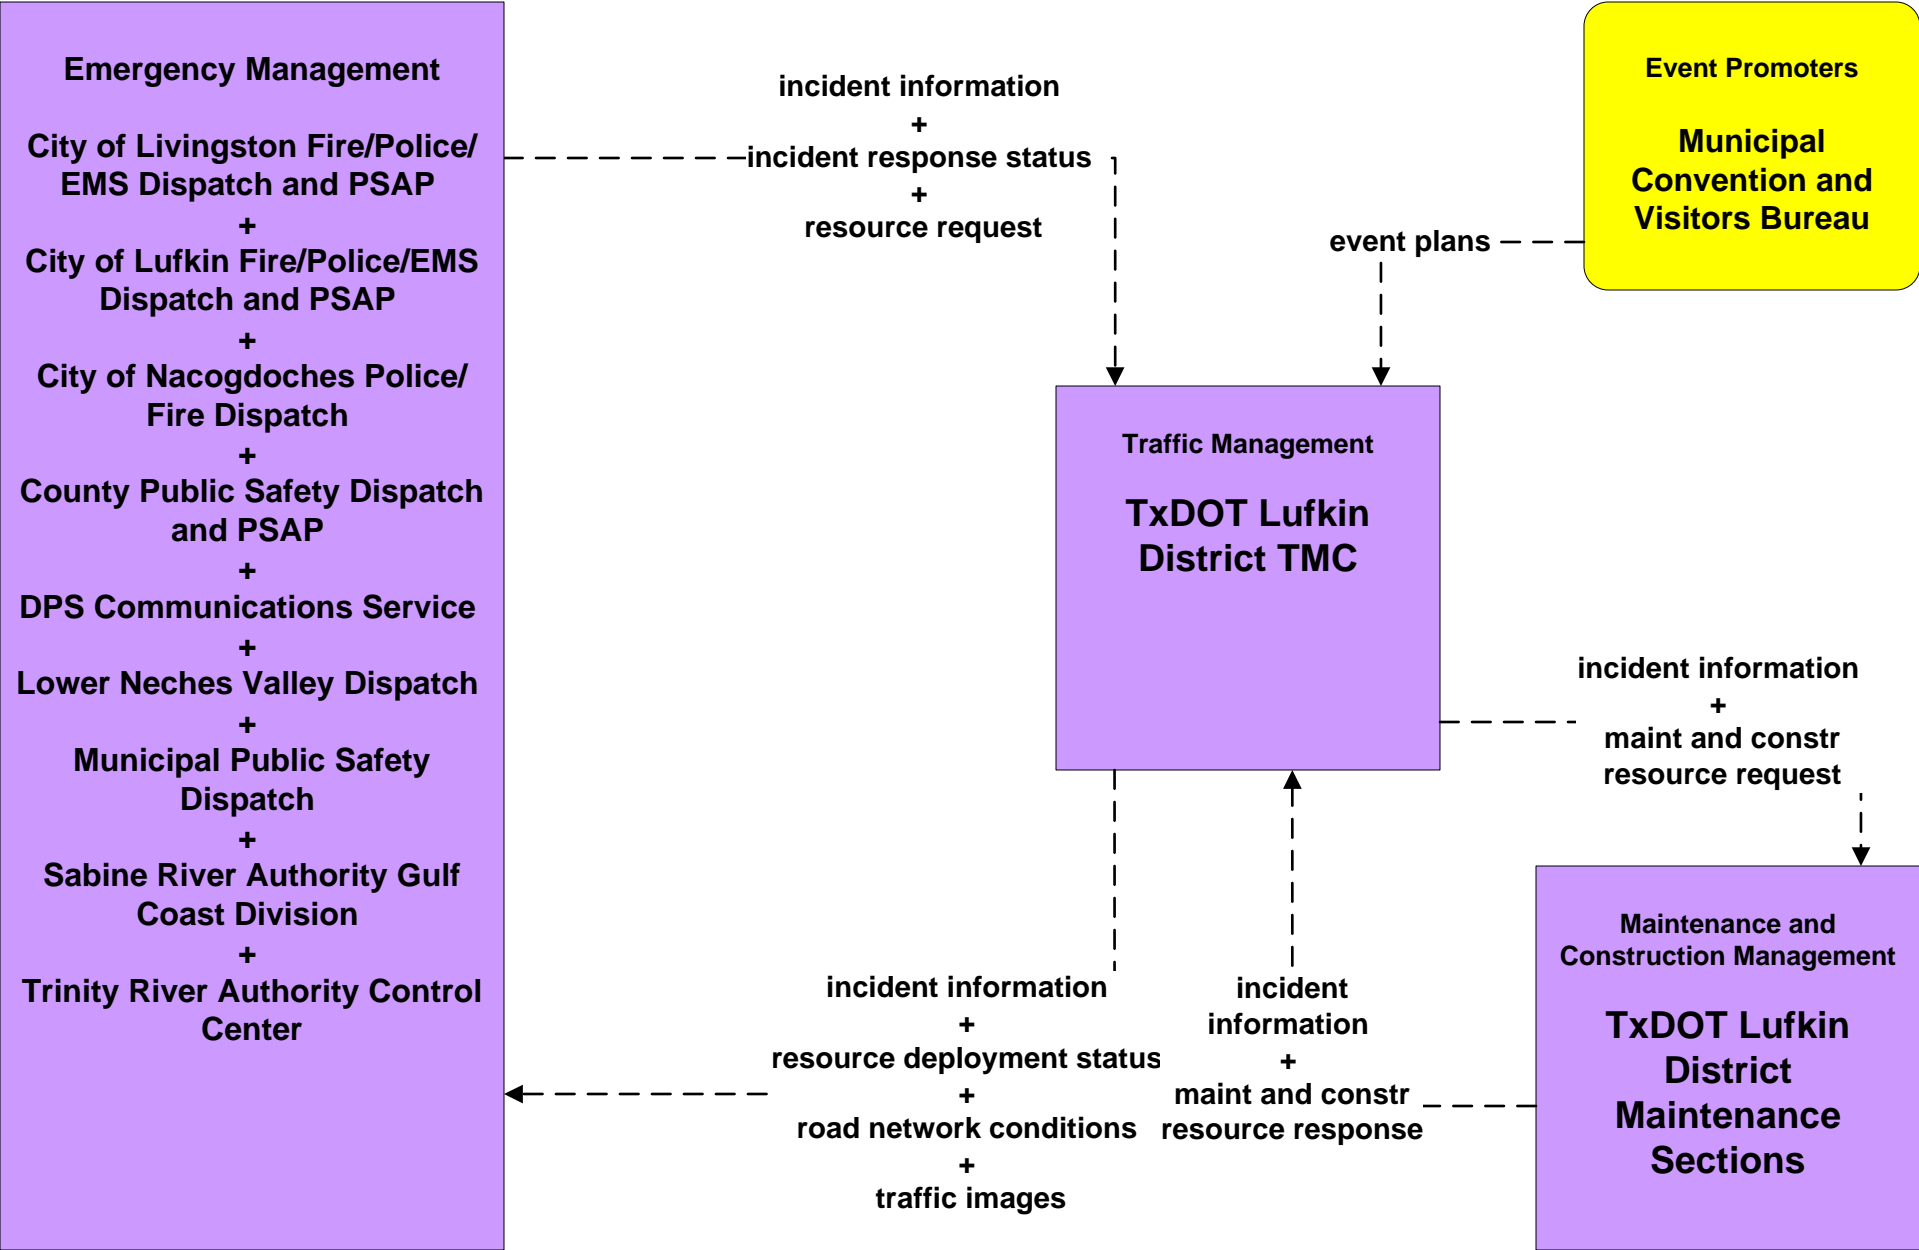 Emergency Management
City of Livingston Fire/Police/
EMS Dispatch and PSAP
+
City of Lufkin Fire/Police/EMS
Dispatch and PSAP
+
City of Nacogdoches Police/
Fire Dispatch
+
County Public Safety Dispatch
and PSAP
+
DPS Communications Service
+
Lower Neches Valley Dispatch
+
Municipal Public Safety
Dispatch
+
Sabine River Authority Gulf
Coast Division
+
Trinity River Authority Control
Center
incident information
+
incident response status
+
resource request
Event Promoters
Municipal
Convention and
Visitors Bureau
event plans
Traffic Management
TxDOT Lufkin
District TMC
incident information
+
maint and constr
resource request
incident information
+
resource deployment status
+
road network conditions
+
traffic images
incident
information
+
maint and constr
resource response
Maintenance and
Construction Management
TxDOT Lufkin
District
Maintenance
Sections